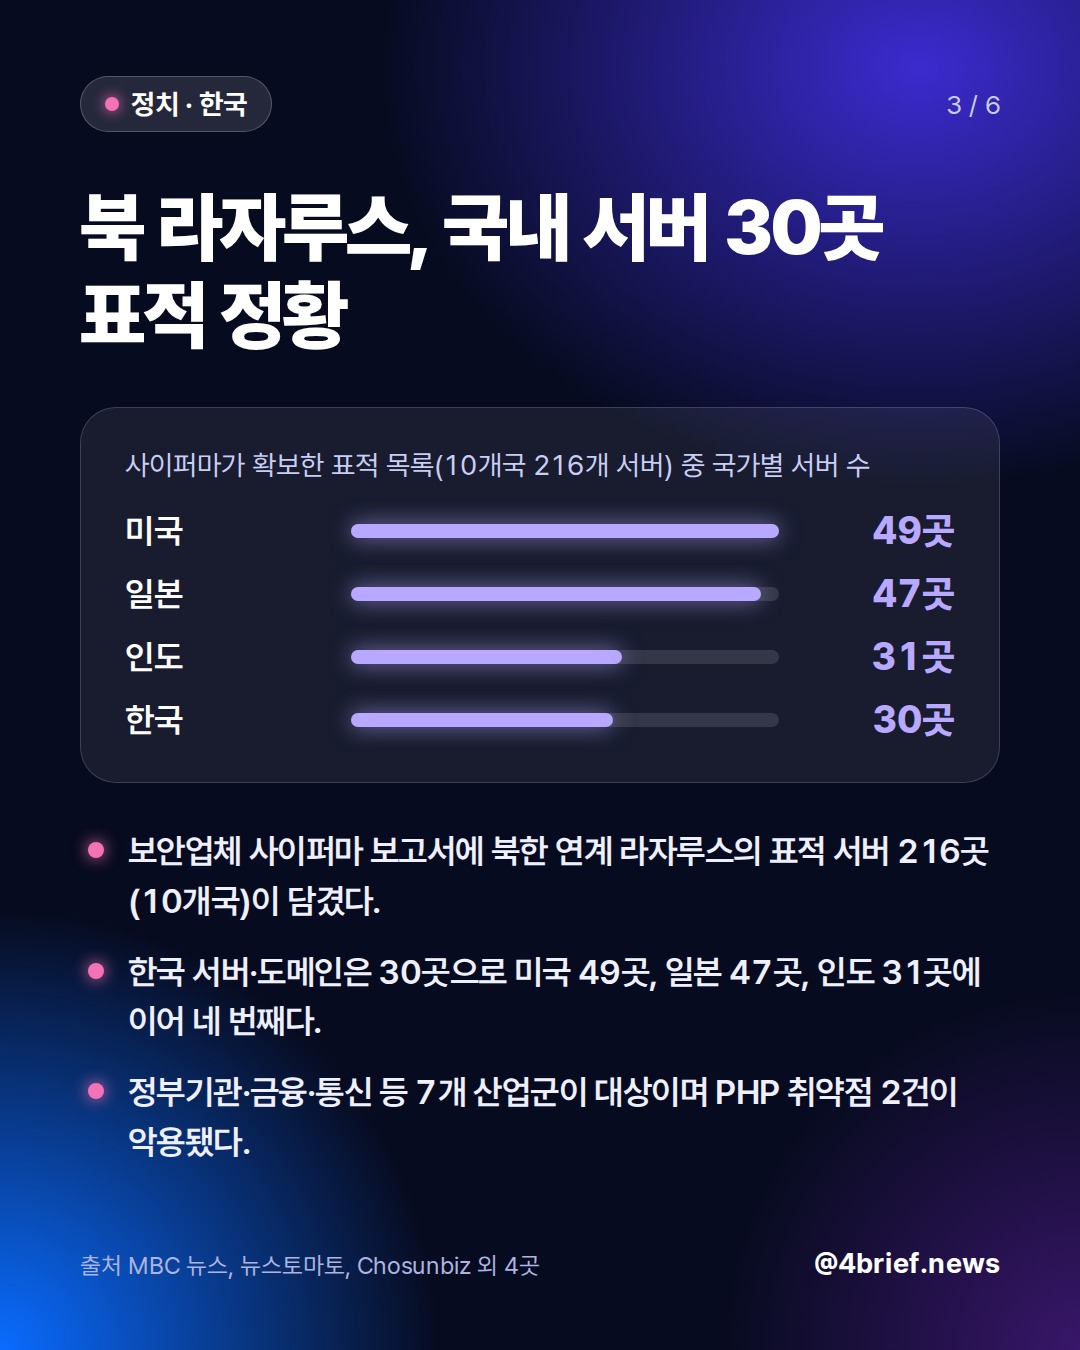 정치 · 한국
3 / 6
북 라자루스, 국내 서버 30곳
표적 정황
사이퍼마가 확보한 표적 목록(10개국 216개 서버) 중 국가별 서버 수
미국 49곳
일본 47곳
인도 31곳
한국 30곳
보안업체 사이퍼마 보고서에 북한 연계 라자루스의 표적 서버 216곳
(10개국)이 담겼다.
한국 서버·도메인은 30곳으로 미국 49곳, 일본 47곳, 인도 31곳에
이어 네 번째다.
정부기관·금융·통신 등 7개 산업군이 대상이며 PHP 취약점 2건이
악용됐다.
출처 MBC 뉴스, 뉴스토마토, Chosunbiz 외 4곳
@4brief.news